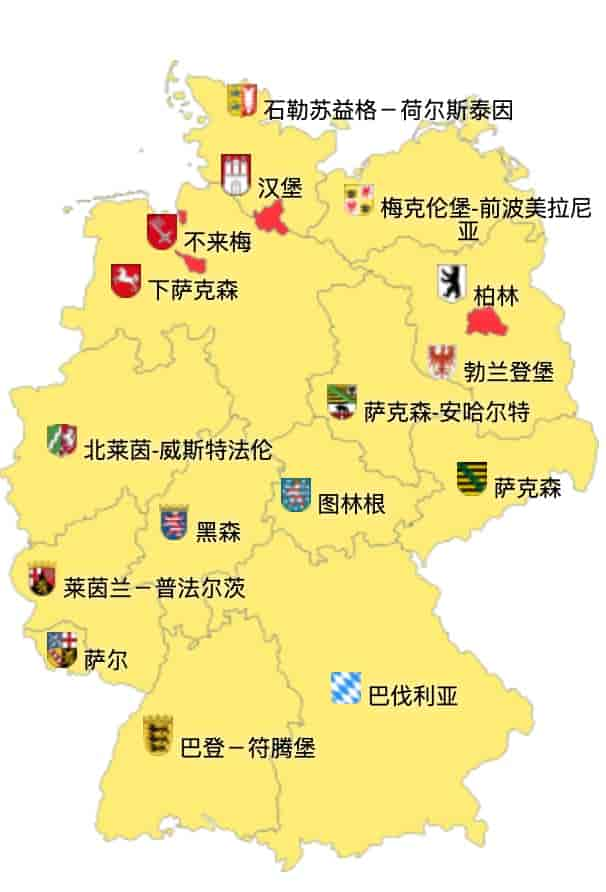 石勒苏益格－荷尔斯泰因
汉堡
梅克伦堡-前波美拉尼
亚
不来梅
下萨克森
柏林
勃兰登堡
萨克森-安哈尔特
北莱茵-威斯特法伦
萨克森
图林根
黑森
莱茵兰－普法尔茨
萨尔
巴伐利亚
巴登－符腾堡